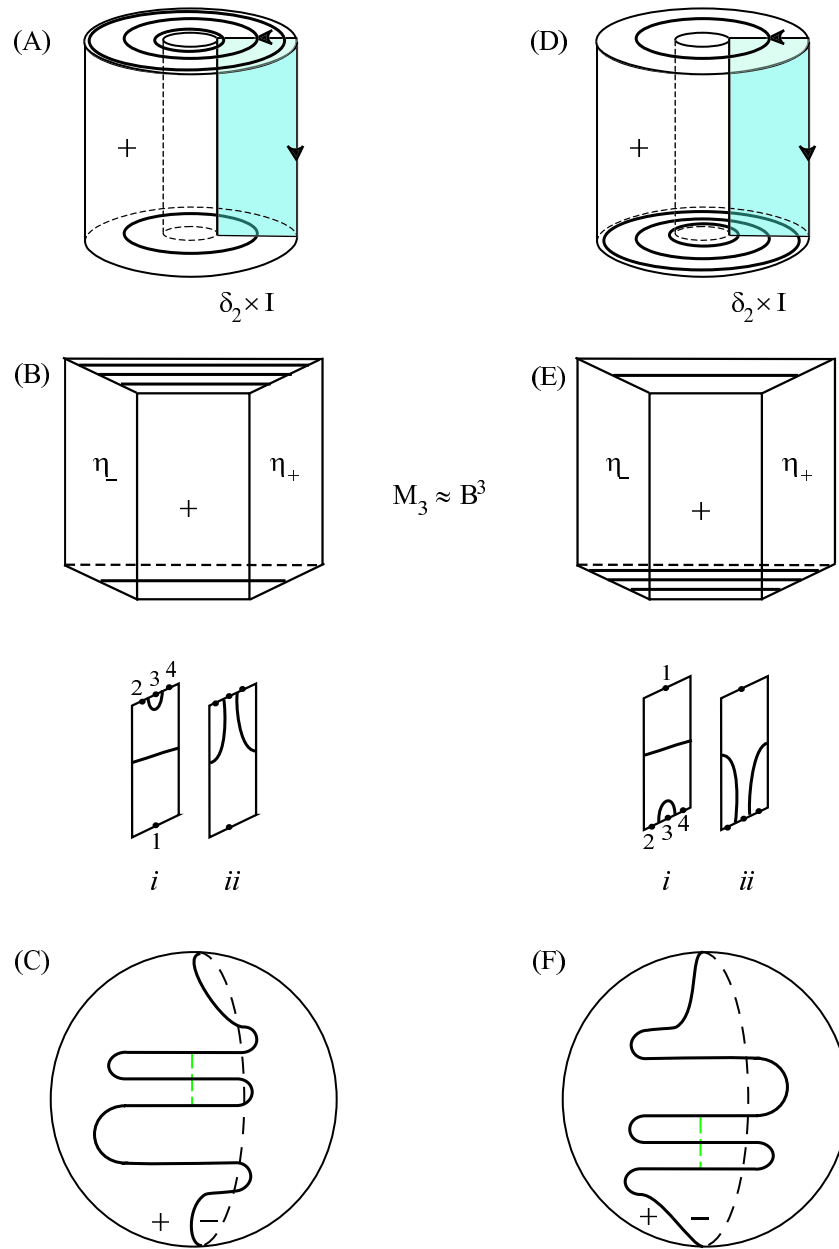 (A)
(D)
+
+
δ₂ × I
δ₂ × I
(B)
(E)
η₋
η₊
η₋
η₊
+
+
M₃ ≈ B³
2 3 4
1
1
2 3 4
i
ii
i
ii
(C)
(F)
+ −
+ −